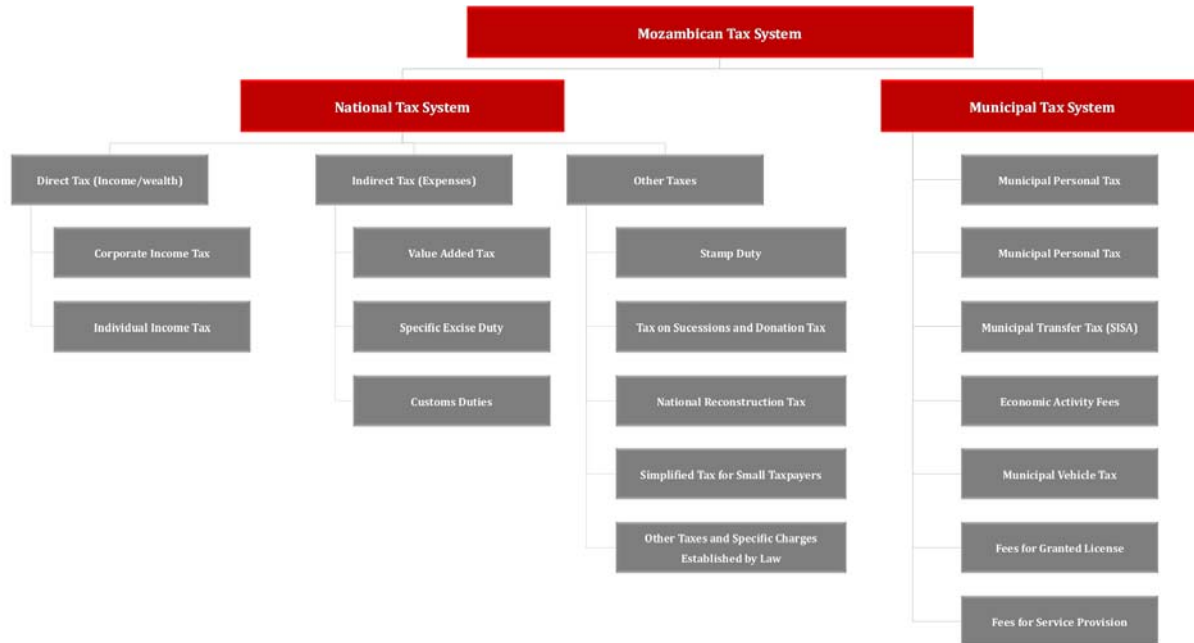 Mozambican Tax System
National Tax System
Municipal Tax System
Direct Tax (Income/wealth)
Indirect Tax (Expenses)
Other Taxes
Municipal Personal Tax
Corporate Income Tax
Value Added Tax
Stamp Duty
Municipal Personal Tax
Individual Income Tax
Specific Excise Duty
Tax on Sucessions and Donation Tax
Municipal Transfer Tax (SISA)
Customs Duties
National Reconstruction Tax
Economic Activity Fees
Simplified Tax for Small Taxpayers
Municipal Vehicle Tax
Other Taxes and Specific Charges
Established by Law
Fees for Granted License
Fees for Service Provision